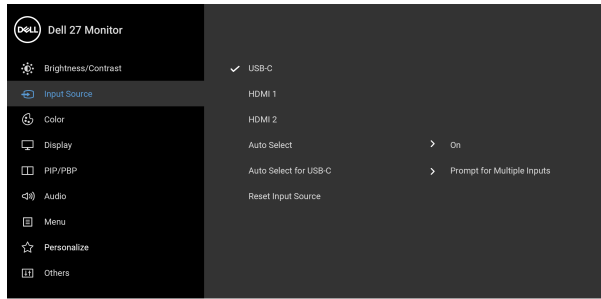 DELL Dell 27 Monitor
Brightness/Contrast
USB-C
Input Source
HDMI 1
Color
HDMI 2
Display
Auto Select
On
PIP/PBP
Auto Select for USB-C
Prompt for Multiple Inputs
Audio
Reset Input Source
Menu
Personalize
Others